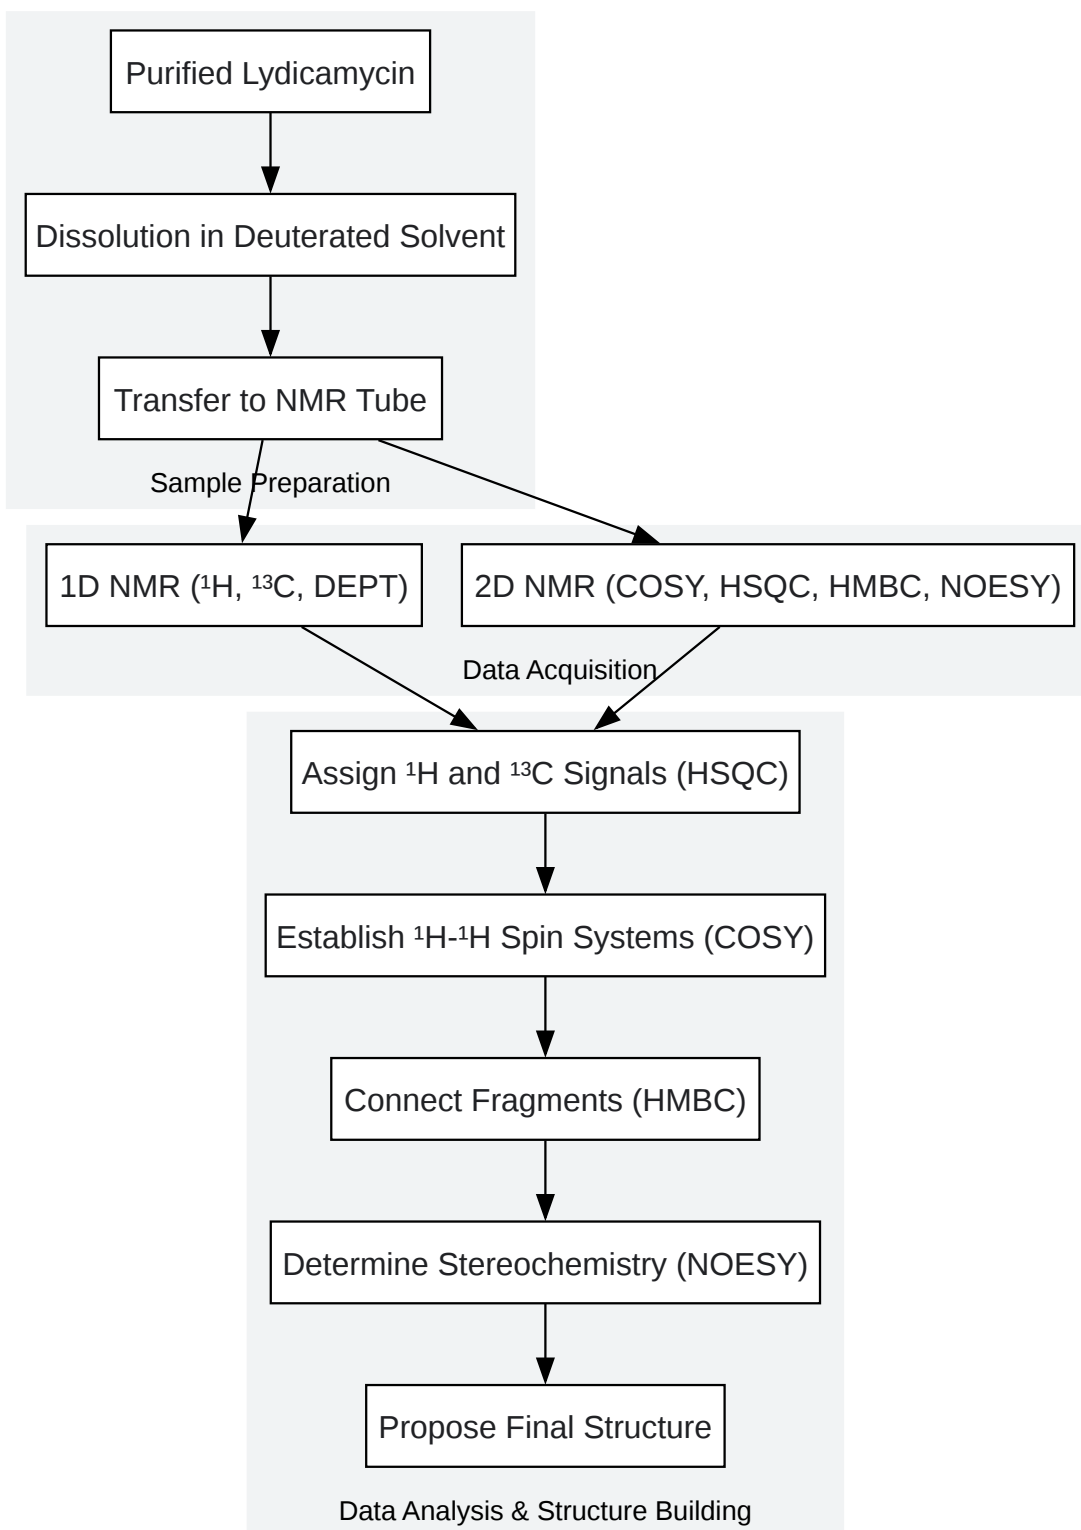 Purified Lydicamycin
Dissolution in Deuterated Solvent
Transfer to NMR Tube
Sample Preparation
1D NMR (¹H, ¹³C, DEPT)
2D NMR (COSY, HSQC, HMBC, NOESY)
Data Acquisition
Assign ¹H and ¹³C Signals (HSQC)
Establish ¹H-¹H Spin Systems (COSY)
Connect Fragments (HMBC)
Determine Stereochemistry (NOESY)
Propose Final Structure
Data Analysis & Structure Building